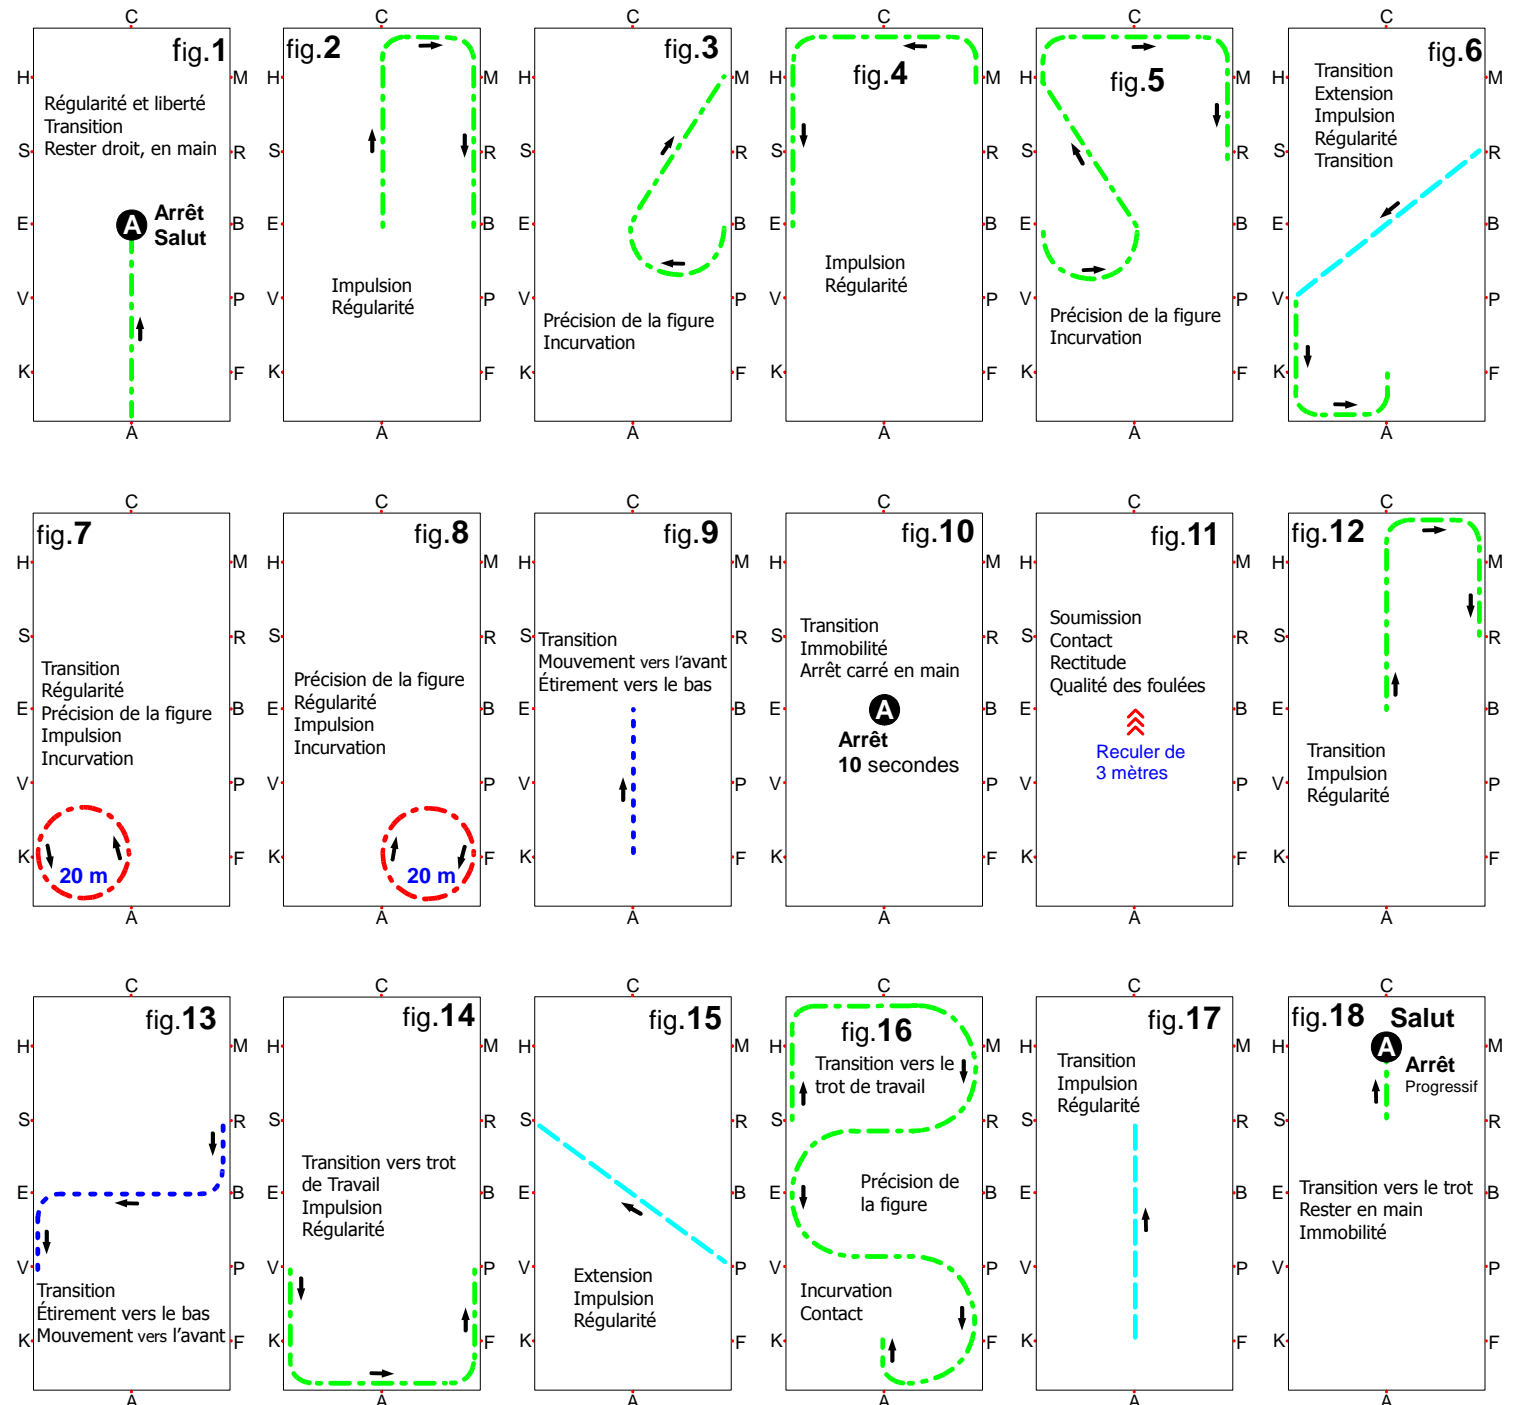 C
fig.1
H
M
Régularité et liberté
Transition
Rester droit, en main
S
R
A
Arrêt
Salut
E
B
V
P
K
F
A
C
fig.2
H
M
S
R
E
B
Impulsion
Régularité
V
P
K
F
A
C
fig.3
H
M
S
R
E
B
V
P
Précision de la figure
Incurvation
K
F
A
C
fig.4
H
M
S
R
E
B
Impulsion
Régularité
V
P
K
F
A
C
fig.5
H
M
S
R
E
B
V
P
Précision de la figure
Incurvation
K
F
A
C
fig.6
H
M
Transition
Extension
Impulsion
Régularité
Transition
S
R
E
B
V
P
K
F
A
C
fig.7
H
M
S
R
Transition
Régularité
Précision de la figure
Impulsion
Incurvation
E
B
V
P
K
F
20 m
A
C
fig.8
H
M
S
R
Précision de la figure
Régularité
Impulsion
Incurvation
E
B
V
P
K
F
20 m
A
C
fig.9
H
M
S
R
Transition
Mouvement vers l'avant
Étirement vers le bas
E
B
V
P
K
F
A
C
fig.10
H
M
S
R
Transition
Immobilité
Arrêt carré en main
E
B
A
Arrêt
10 secondes
V
P
K
F
A
C
fig.11
H
M
S
R
Soumission
Contact
Rectitude
Qualité des foulées
E
B
Reculer de
3 mètres
V
P
K
F
A
C
fig.12
H
M
S
R
E
B
Transition
Impulsion
Régularité
V
P
K
F
A
C
fig.13
H
M
S
R
E
B
V
P
Transition
Étirement vers le bas
Mouvement vers l'avant
K
F
A
C
fig.14
H
M
S
R
Transition vers trot
de Travail
Impulsion
Régularité
E
B
V
P
K
F
A
C
fig.15
H
M
S
R
E
B
V
P
Extension
Impulsion
Régularité
K
F
A
C
fig.16
H
M
Transition vers le
trot de travail
S
R
Précision de
la figure
E
B
V
P
Incurvation
Contact
K
F
A
C
fig.17
H
M
Transition
Impulsion
Régularité
S
R
E
B
V
P
K
F
A
C
fig.18
Salut
H
M
A
Arrêt
Progressif
S
R
E
B
Transition vers le trot
Rester en main
Immobilité
V
P
K
F
A